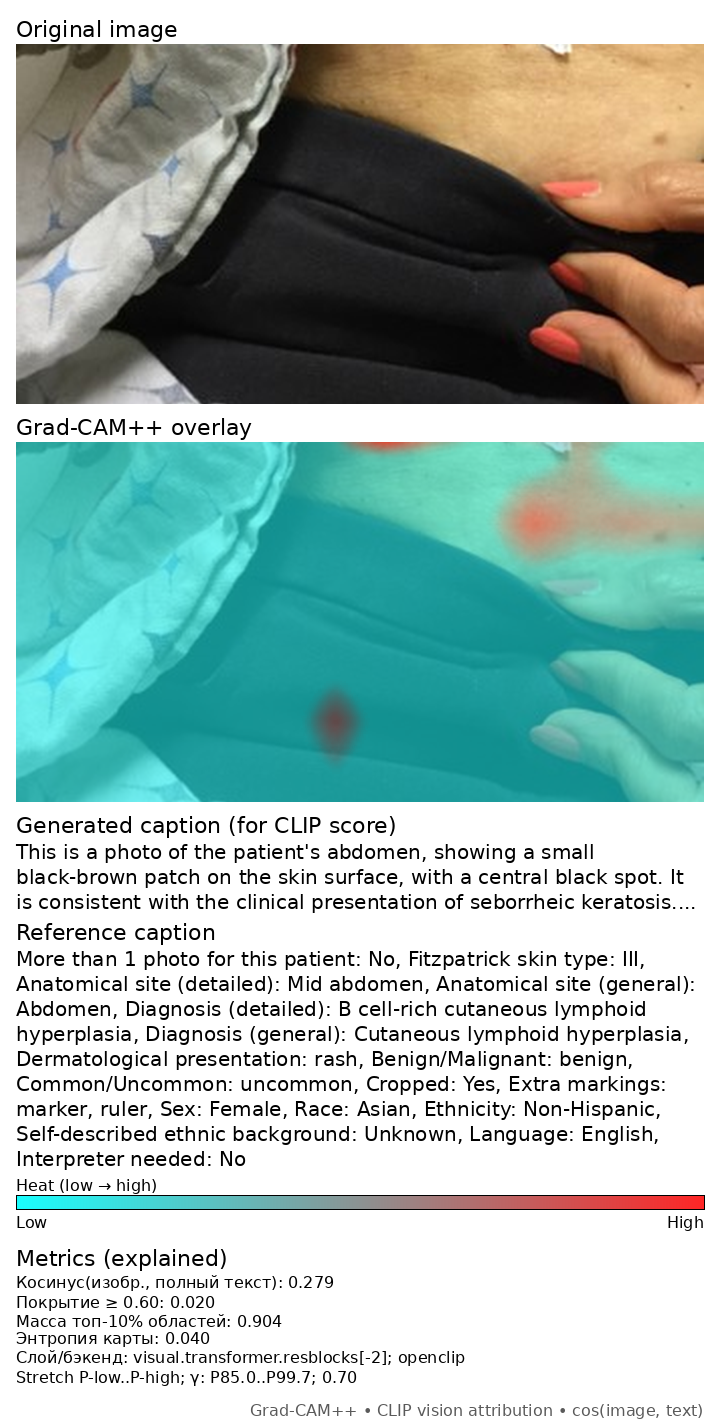 Original image
Grad-CAM++ overlay
Generated caption (for CLIP score)
This is a photo of the patient's abdomen, showing a small
black-brown patch on the skin surface, with a central black spot. It
is consistent with the clinical presentation of seborrheic keratosis....
Reference caption
More than 1 photo for this patient: No, Fitzpatrick skin type: III,
Anatomical site (detailed): Mid abdomen, Anatomical site (general):
Abdomen, Diagnosis (detailed): B cell-rich cutaneous lymphoid
hyperplasia, Diagnosis (general): Cutaneous lymphoid hyperplasia,
Dermatological presentation: rash, Benign/Malignant: benign,
Common/Uncommon: uncommon, Cropped: Yes, Extra markings:
marker, ruler, Sex: Female, Race: Asian, Ethnicity: Non-Hispanic,
Self-described ethnic background: Unknown, Language: English,
Interpreter needed: No
Heat (low → high)
Low High
Metrics (explained)
Косинус(изобр., полный текст): 0.279
Покрытие ≥ 0.60: 0.020
Масса топ-10% областей: 0.904
Энтропия карты: 0.040
Слой/бэкенд: visual.transformer.resblocks[-2]; openclip
Stretch P-low..P-high; γ: P85.0..P99.7; 0.70
Grad-CAM++ • CLIP vision attribution • cos(image, text)